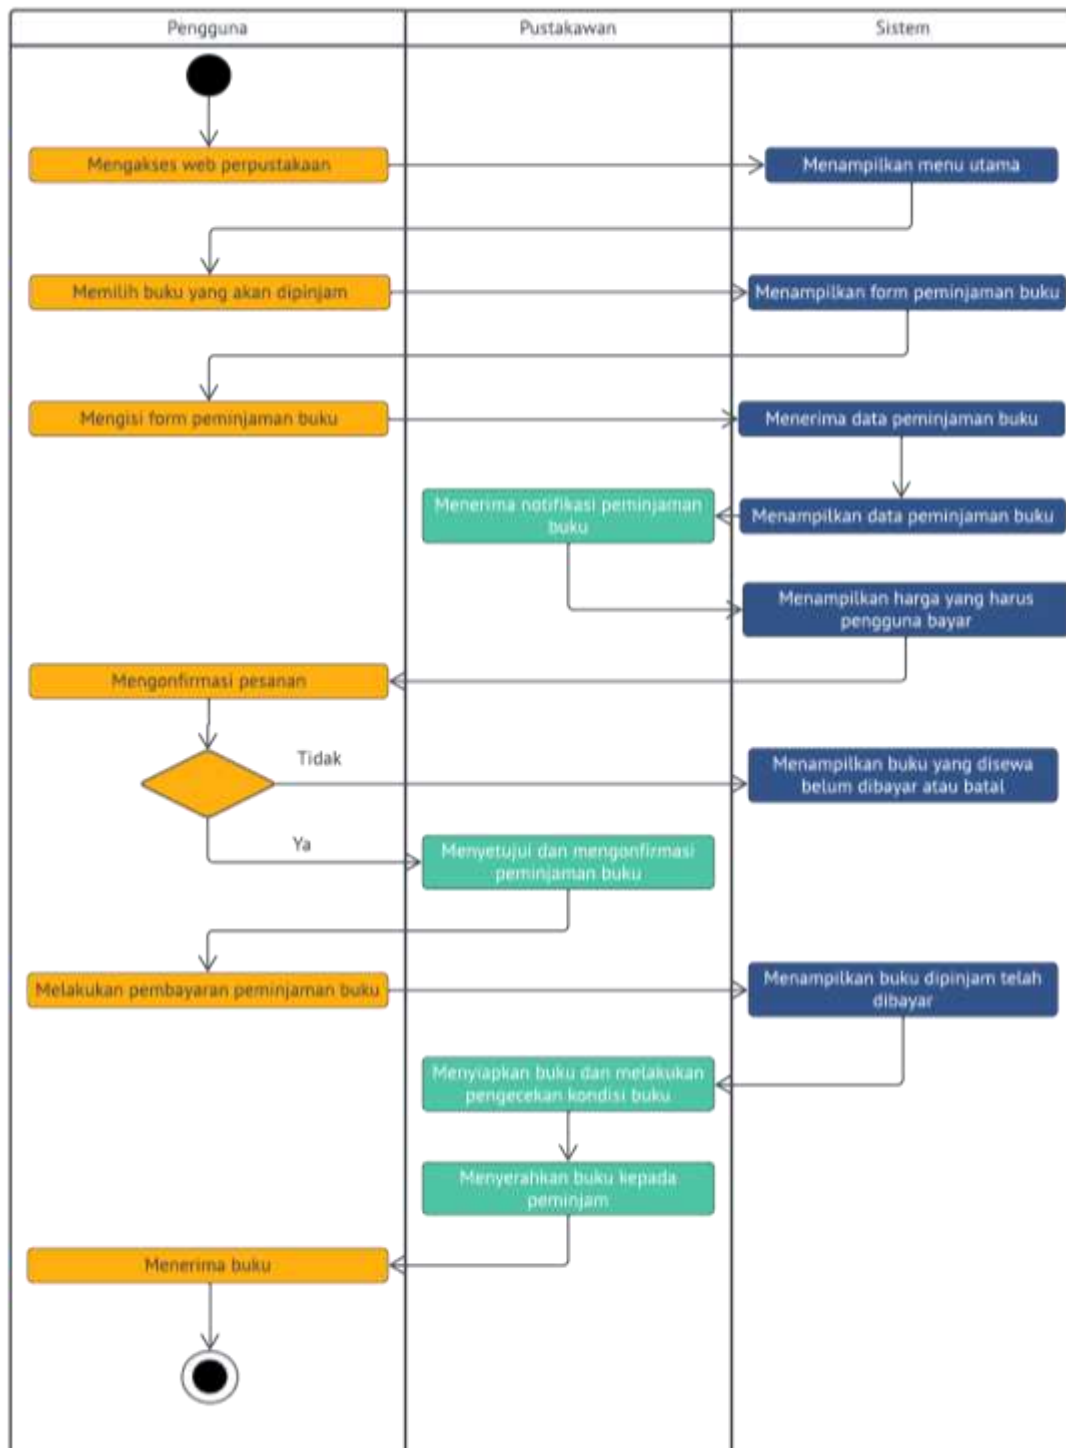 Pengguna
Pustakawan
Sistem
Mengakses web perpustakaan
Menampilkan menu utama
Memilih buku yang akan dipinjam
Menampilkan form peminjaman buku
Mengisi form peminjaman buku
Menerima data peminjaman buku
Menerima notifikasi peminjaman
buku
Menampilkan data peminjaman buku
Menampilkan harga yang harus
pengguna bayar
Mengonfirmasi pesanan
Tidak
Menampilkan buku yang disewa
belum dibayar atau batal
Ya
Menyetujui dan mengonfirmasi
peminjaman buku
Melakukan pembayaran peminjaman buku
Menampilkan buku dipinjam telah
dibayar
Menyiapkan buku dan melakukan
pengecekan kondisi buku
Menyerahkan buku kepada
peminjam
Menerima buku